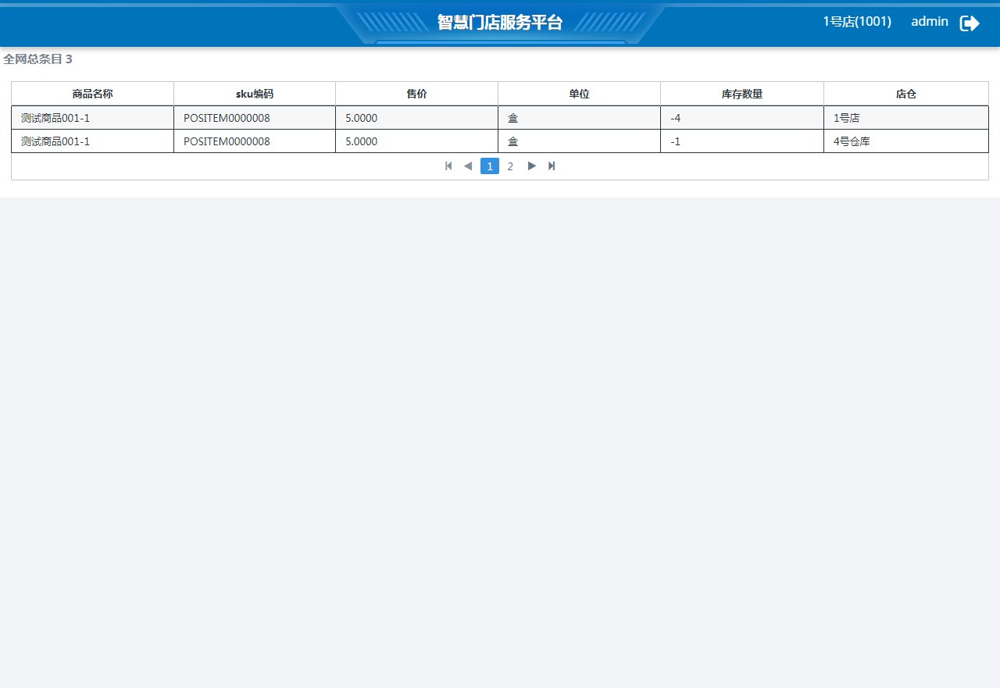 智慧门店服务平台 1号店(1001) admin
全网总条目 3
商品名称 sku编码 售价 单位 库存数量 店仓
测试商品001-1 POSITEM0000008 5.0000 盒 -4 1号店
测试商品001-1 POSITEM0000008 5.0000 盒 -1 4号仓库
1 2